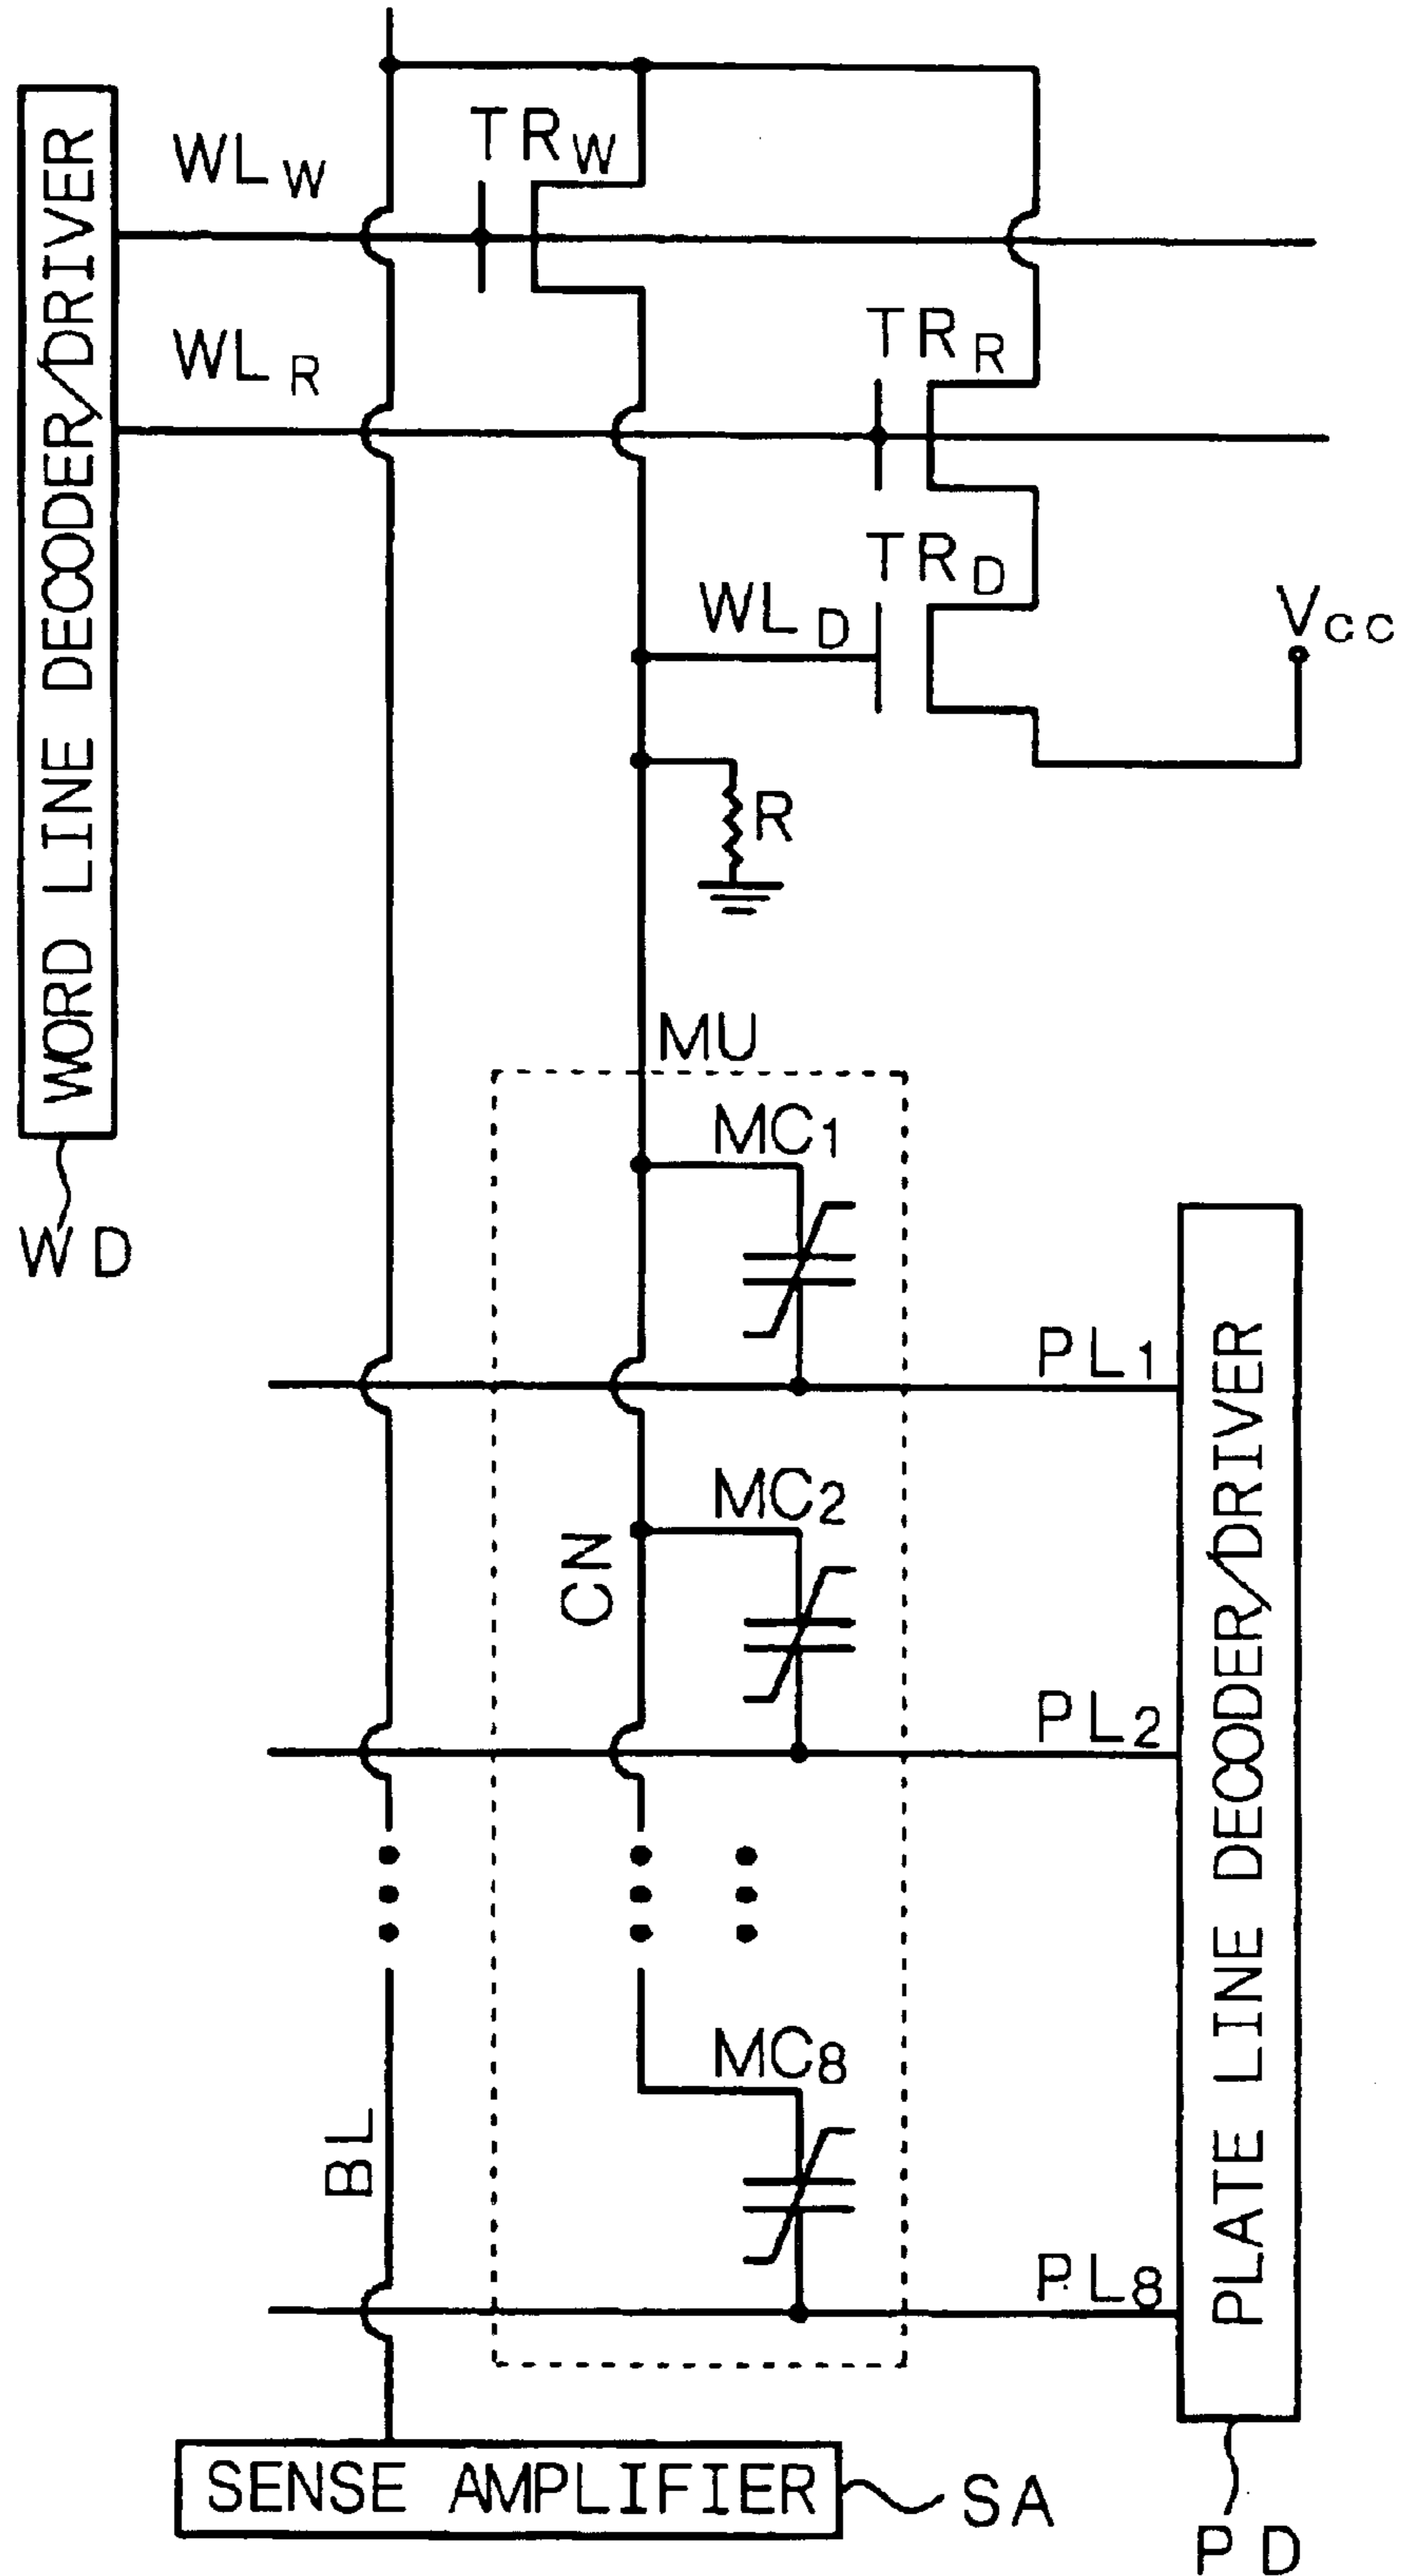 WORD LINE DECODER/DRIVER
WD
WLW
TRW
WLR
TRR
TRD
WLD
Vcc
R
MU
MC1
PL1
MC2
CN
PL2
MC8
BL
PL8
PLATE LINE DECODER/DRIVER
SENSE AMPLIFIER
SA
PD